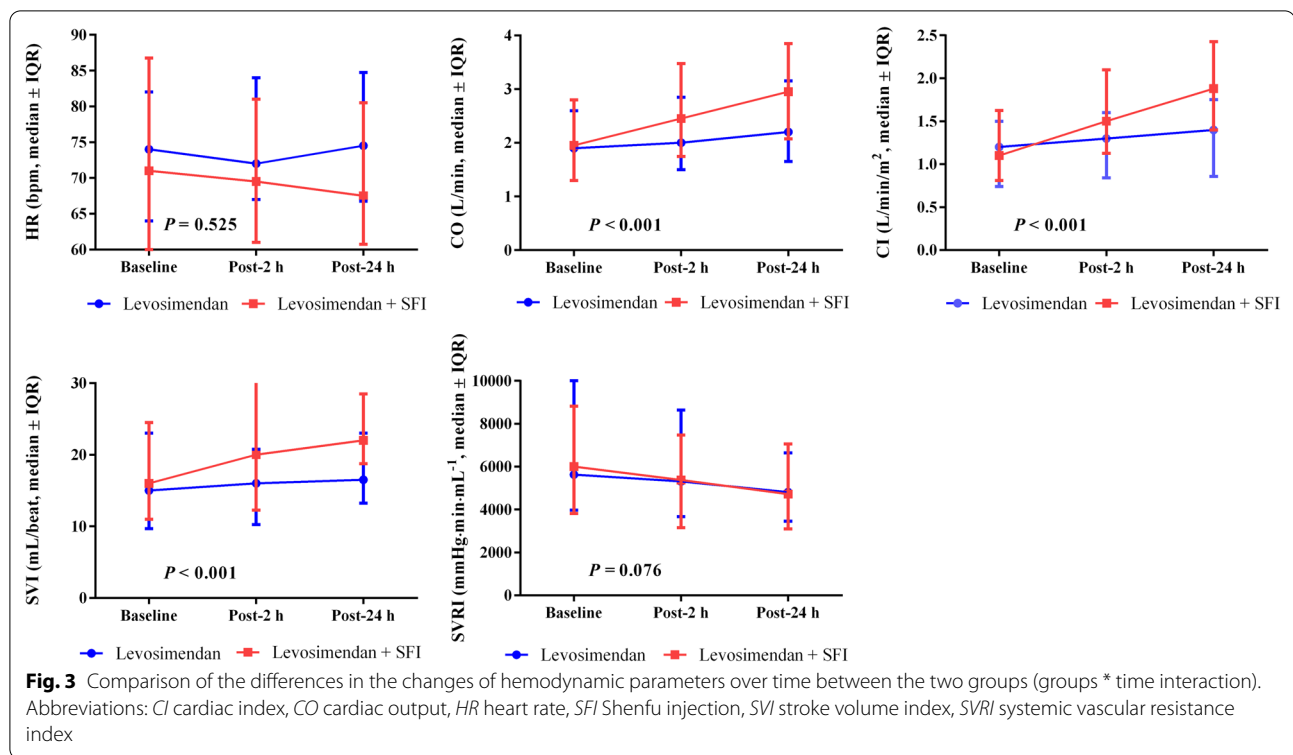 HR (bpm, median ± IQR)
90
85
80
75
70
65
60
P = 0.525
Baseline
Post-2 h
Post-24 h
Levosimendan
Levosimendan + SFI
CO (L/min, median ± IQR)
5
4
3
2
1
0
P < 0.001
Baseline
Post-2 h
Post-24 h
Levosimendan
Levosimendan + SFI
CI (L/min/m², median ± IQR)
2.5
2.0
1.5
1.0
0.5
0.0
P < 0.001
Baseline
Post-2 h
Post-24 h
Levosimendan
Levosimendan + SFI
SVI (mL/beat, median ± IQR)
30
20
10
0
P < 0.001
Baseline
Post-2 h
Post-24 h
Levosimendan
Levosimendan + SFI
SVRI (mmHg·min·mL⁻¹, median ± IQR)
10000
8000
6000
4000
2000
0
P = 0.076
Baseline
Post-2 h
Post-24 h
Levosimendan
Levosimendan + SFI
Fig. 3 Comparison of the differences in the changes of hemodynamic parameters over time between the two groups (groups * time interaction).
Abbreviations: CI cardiac index, CO cardiac output, HR heart rate, SFI Shenfu injection, SVI stroke volume index, SVRI systemic vascular resistance
index